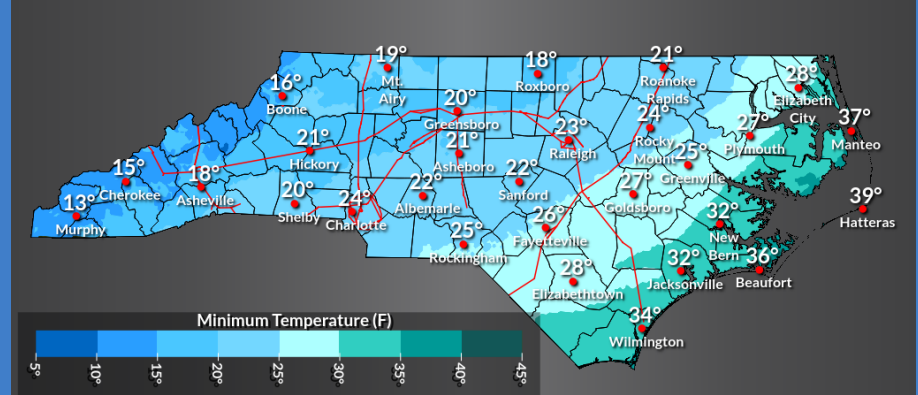 19°
Mt.
Airy
18°
Roxboro
21°
Roanoke
Rapids
16°
Boone
28°
Elizabeth
City
20°
Greensboro
24°
Rocky
Mount
27°
Plymouth
37°
Manteo
21°
Hickory
21°
Asheboro
23°
Raleigh
25°
Greenville
15°
Cherokee
18°
Asheville
22°
Albemarle
22°
Sanford
27°
Goldsboro
13°
Murphy
20°
Shelby
24°
Charlotte
26°
Fayetteville
32°
New
Bern
39°
Hatteras
25°
Rockingham
28°
Elizabethtown
32°
Jacksonville
36°
Beaufort
34°
Wilmington
Minimum Temperature (F)
5° 10° 15° 20° 25° 30° 35° 40° 45°